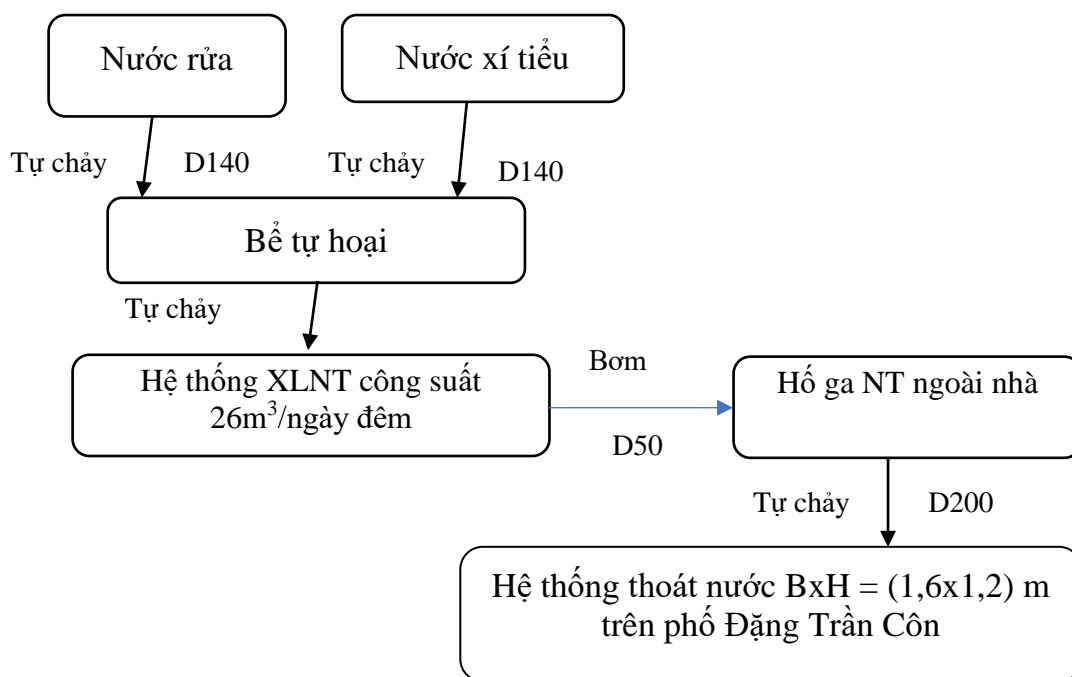 Nước rửa
Nước xí tiểu
Tự chảy
D140
Tự chảy
D140
Bể tự hoại
Tự chảy
Hệ thống XLNT công suất
26m³/ngày đêm
Bơm
D50
Hố ga NT ngoài nhà
Tự chảy
D200
Hệ thống thoát nước BxH = (1,6x1,2) m
trên phố Đặng Trần Côn